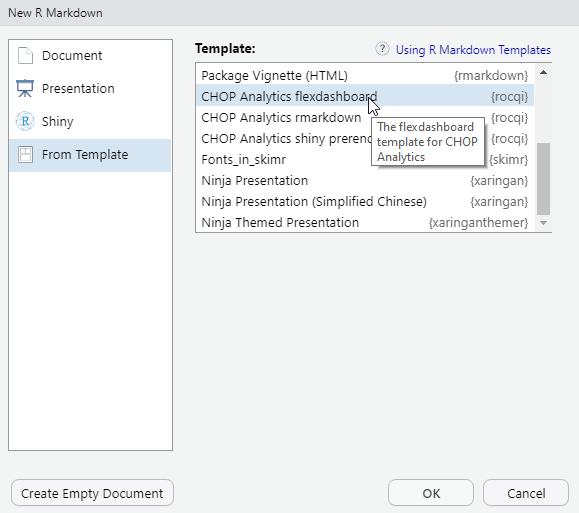 New R Markdown
Document
Presentation
Shiny
From Template
Template:
? Using R Markdown Templates
Package Vignette (HTML) {rmarkdown}
CHOP Analytics flexdashboard {rocqi}
CHOP Analytics rmarkdown {rocqi}
CHOP Analytics shiny preren {rocqi}
Fonts_in_skimr {skimr}
Ninja Presentation {xaringan}
Ninja Presentation (Simplified Chinese) {xaringan}
Ninja Themed Presentation {xaringanthemer}
The flexdashboard
template for CHOP
Analytics
Create Empty Document
OK
Cancel